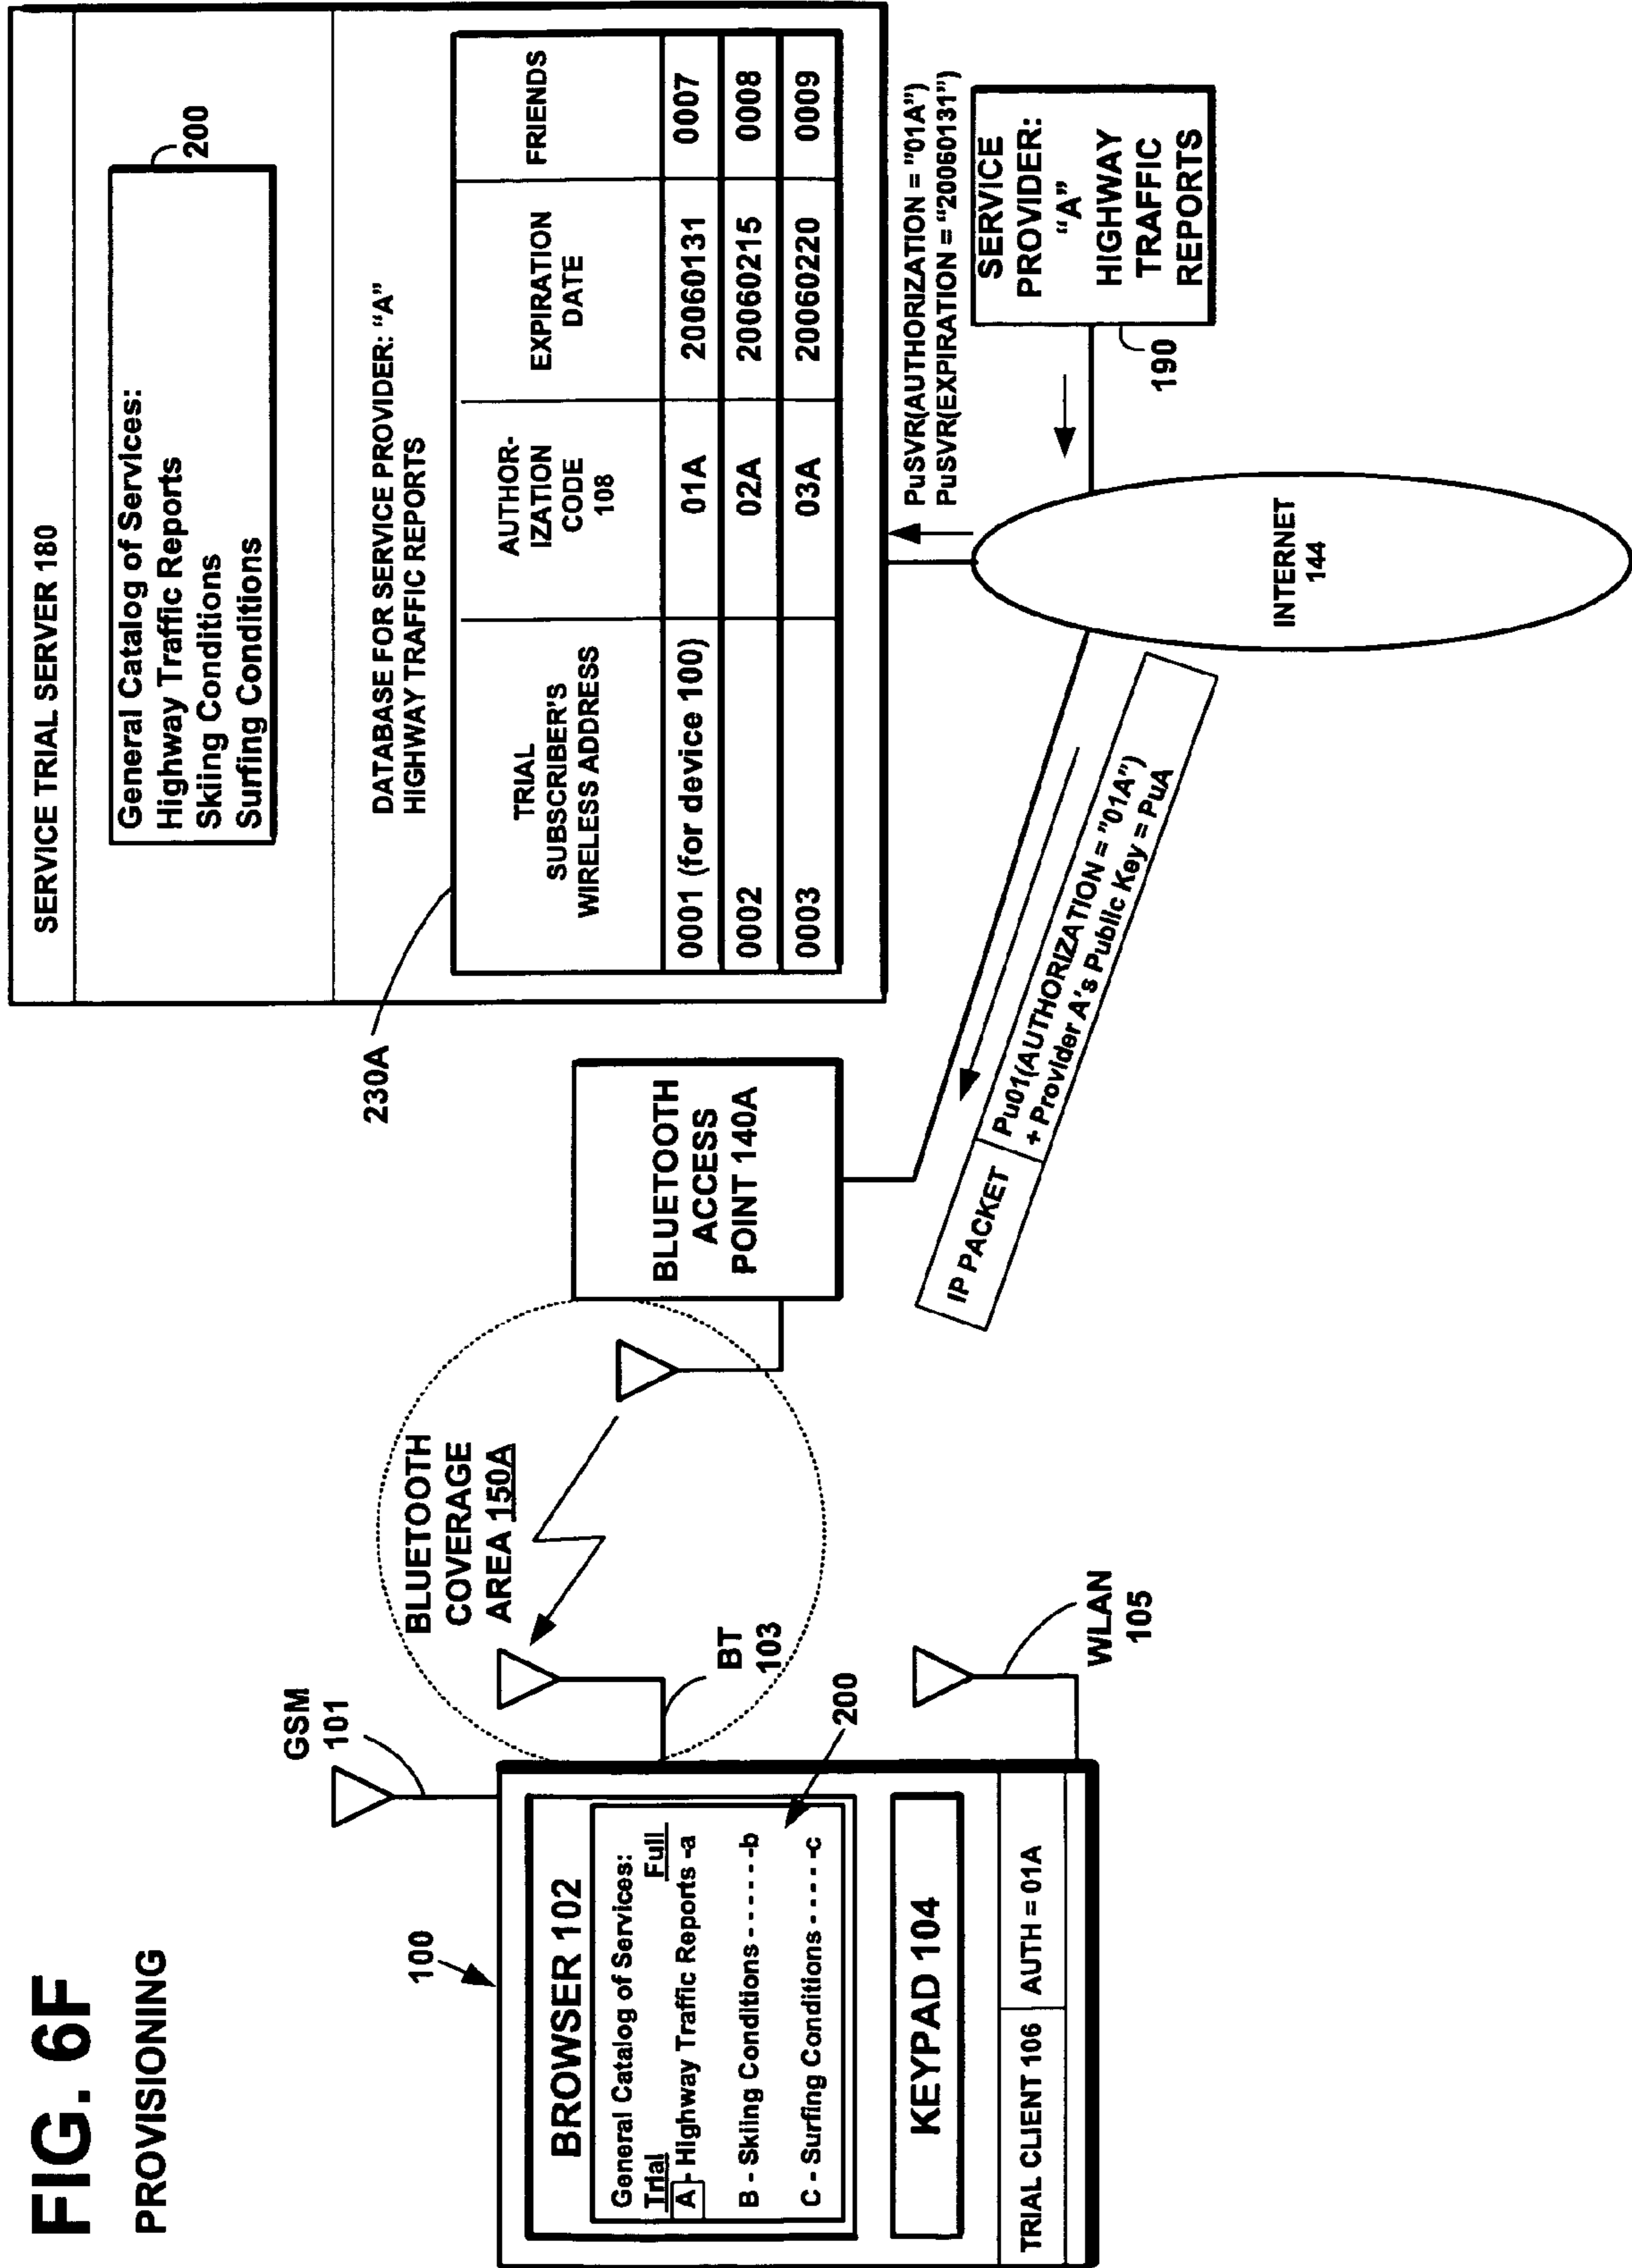 FIG. 6F
PROVISIONING
100
GSM
101
BROWSER 102
General Catalog of Services:
Trial Full
A - Highway Traffic Reports -a
B - Skiing Conditions - - - - - -b
C - Surfing Conditions - - - - -c
200
KEYPAD 104
TRIAL CLIENT 106 AUTH = 01A
BT
103
WLAN
105
BLUETOOTH
COVERAGE
AREA 150A
BLUETOOTH
ACCESS
POINT 140A
IP PACKET
Pu01(AUTHORIZATION = "01A")
+ Provider A's Public Key = PuA
INTERNET
144
230A
SERVICE TRIAL SERVER 180
General Catalog of Services:
Highway Traffic Reports
Skiing Conditions
Surfing Conditions
200
DATABASE FOR SERVICE PROVIDER: "A"
HIGHWAY TRAFFIC REPORTS
TRIAL
SUBSCRIBER'S
WIRELESS ADDRESS
AUTHOR-
IZATION
CODE
108
EXPIRATION
DATE
FRIENDS
0001 (for device 100) 01A 20060131 0007
0002 02A 20060215 0008
0003 03A 20060220 0009
PuSVR(AUTHORIZATION = "01A")
PuSVR(EXPIRATION = "20060131")
SERVICE
PROVIDER:
"A"
HIGHWAY
TRAFFIC
REPORTS
190